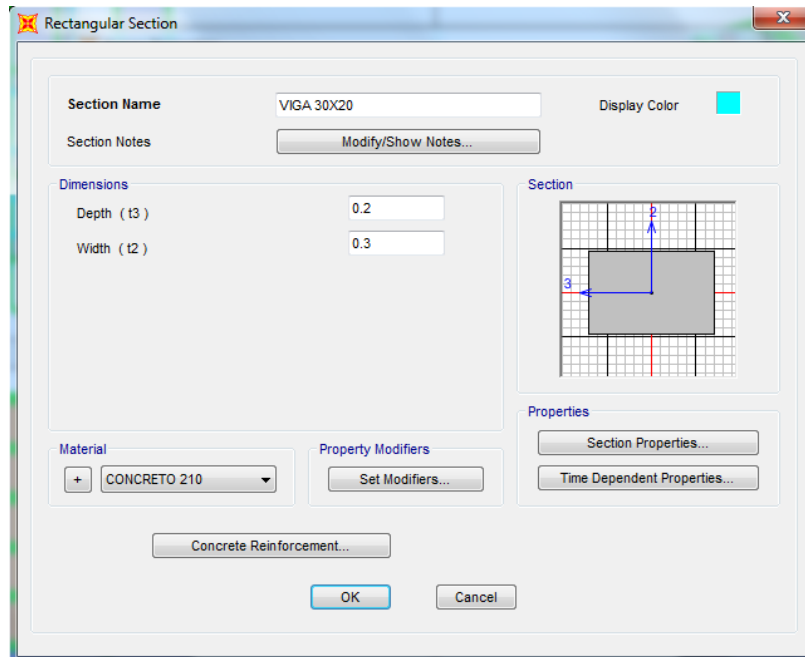 Rectangular Section
X
Section Name VIGA 30X20 Display Color
Section Notes Modify/Show Notes...
Dimensions
Depth ( t3 ) 0.2
Width ( t2 ) 0.3
Section
2
3
Properties
Section Properties...
Time Dependent Properties...
Material
+ CONCRETO 210
Property Modifiers
Set Modifiers...
Concrete Reinforcement...
OK Cancel